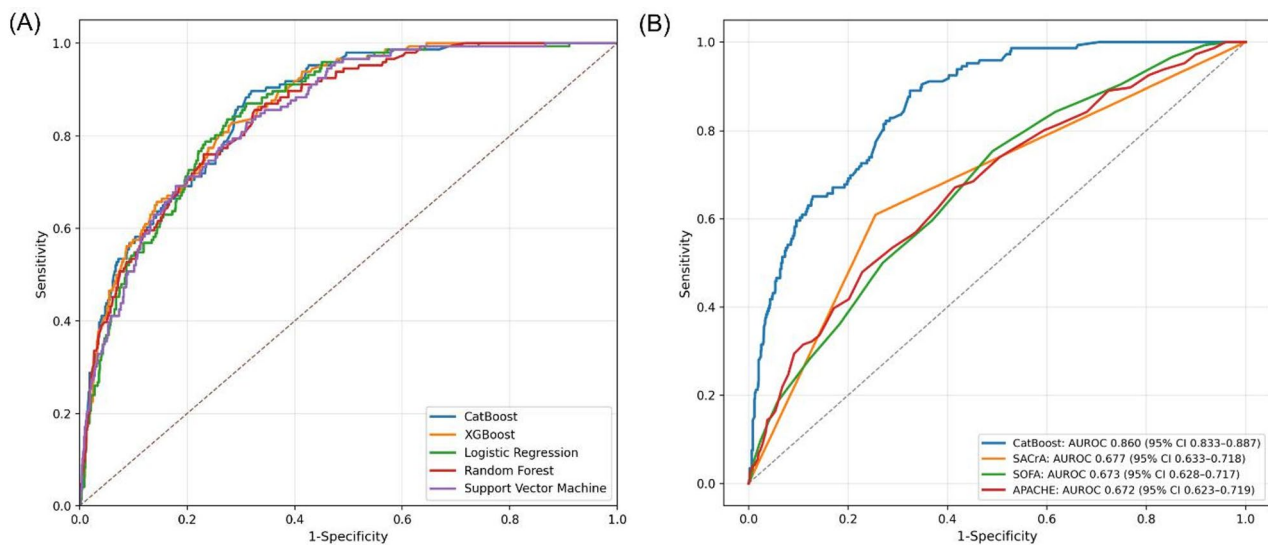 (A)
1.0
0.8
0.6
0.4
0.2
0.0
Sensitivity
0.0
0.2
0.4
0.6
0.8
1.0
1-Specificity
CatBoost
XGBoost
Logistic Regression
Random Forest
Support Vector Machine
(B)
1.0
0.8
0.6
0.4
0.2
0.0
Sensitivity
0.0
0.2
0.4
0.6
0.8
1.0
1-Specificity
CatBoost: AUROC 0.860 (95% CI 0.833–0.887)
SACrA: AUROC 0.677 (95% CI 0.633–0.718)
SOFA: AUROC 0.673 (95% CI 0.628–0.717)
APACHE: AUROC 0.672 (95% CI 0.623–0.719)